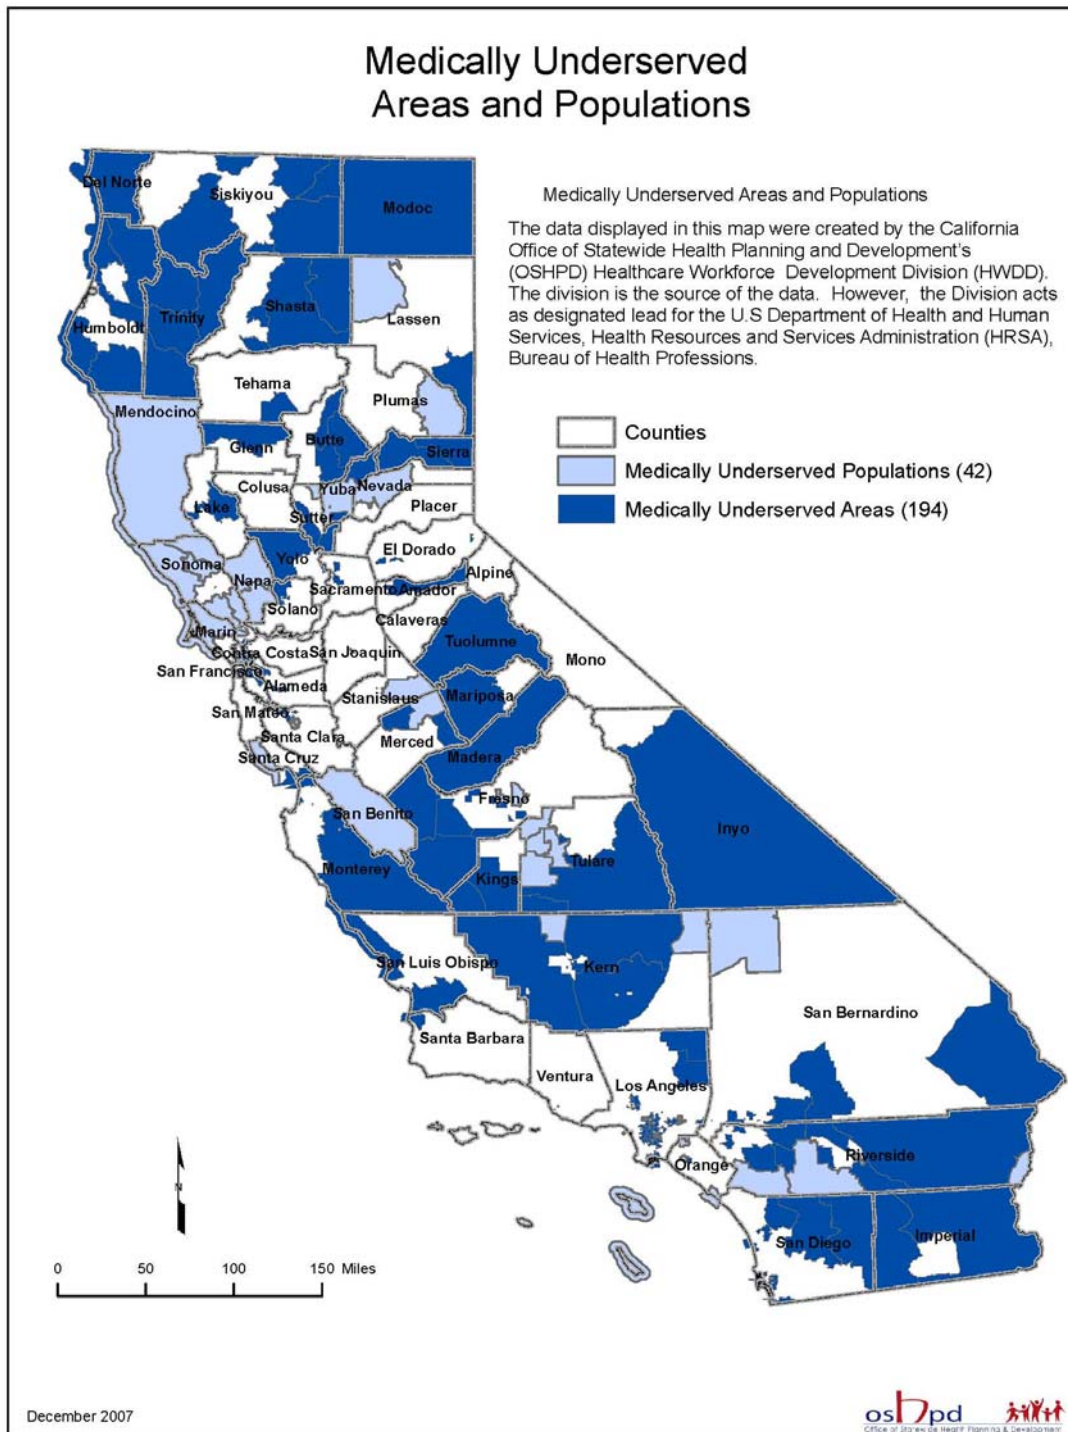 Medically Underserved
Areas and Populations
Medically Underserved Areas and Populations
The data displayed in this map were created by the California
Office of Statewide Health Planning and Development's
(OSHPD) Healthcare Workforce Development Division (HWDD).
The division is the source of the data. However, the Division acts
as designated lead for the U.S Department of Health and Human
Services, Health Resources and Services Administration (HRSA),
Bureau of Health Professions.
Counties
Medically Underserved Populations (42)
Medically Underserved Areas (194)
Del Norte
Siskiyou
Modoc
Humboldt
Trinity
Shasta
Lassen
Tehama
Plumas
Mendocino
Glenn
Butte
Sierra
Colusa
Yuba
Nevada
Lake
Sutter
Placer
Sonoma
Yolo
El Dorado
Napa
Sacramento
Amador
Alpine
Solano
Calaveras
Marin
Contra Costa
San Joaquin
Tuolumne
San Francisco
Alameda
Stanislaus
Mariposa
Mono
San Mateo
Santa Clara
Merced
Santa Cruz
Madera
San Benito
Fresno
Inyo
Monterey
Kings
Tulare
San Luis Obispo
Kern
San Bernardino
Santa Barbara
Ventura
Los Angeles
Orange
Riverside
San Diego
Imperial
N
0 50 100 150 Miles
December 2007
oshpd
Office of Statewide Health Planning & Development